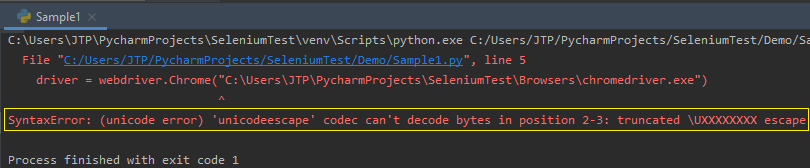 Sample1
C:\Users\JTP\PycharmProjects\SeleniumTest\venv\Scripts\python.exe C:/Users/JTP/PycharmProjects/SeleniumTest/Demo/Sa
File "C:/Users/JTP/PycharmProjects/SeleniumTest/Demo/Sample1.py", line 5
driver = webdriver.Chrome("C:\Users\JTP\PycharmProjects\SeleniumTest\Browsers\chromedriver.exe")
^
SyntaxError: (unicode error) 'unicodeescape' codec can't decode bytes in position 2-3: truncated \UXXXXXXXX escape
Process finished with exit code 1